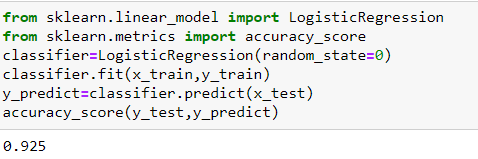 from sklearn.linear_model import LogisticRegression
from sklearn.metrics import accuracy_score
classifier=LogisticRegression(random_state=0)
classifier.fit(x_train,y_train)
y_predict=classifier.predict(x_test)
accuracy_score(y_test,y_predict)
0.925